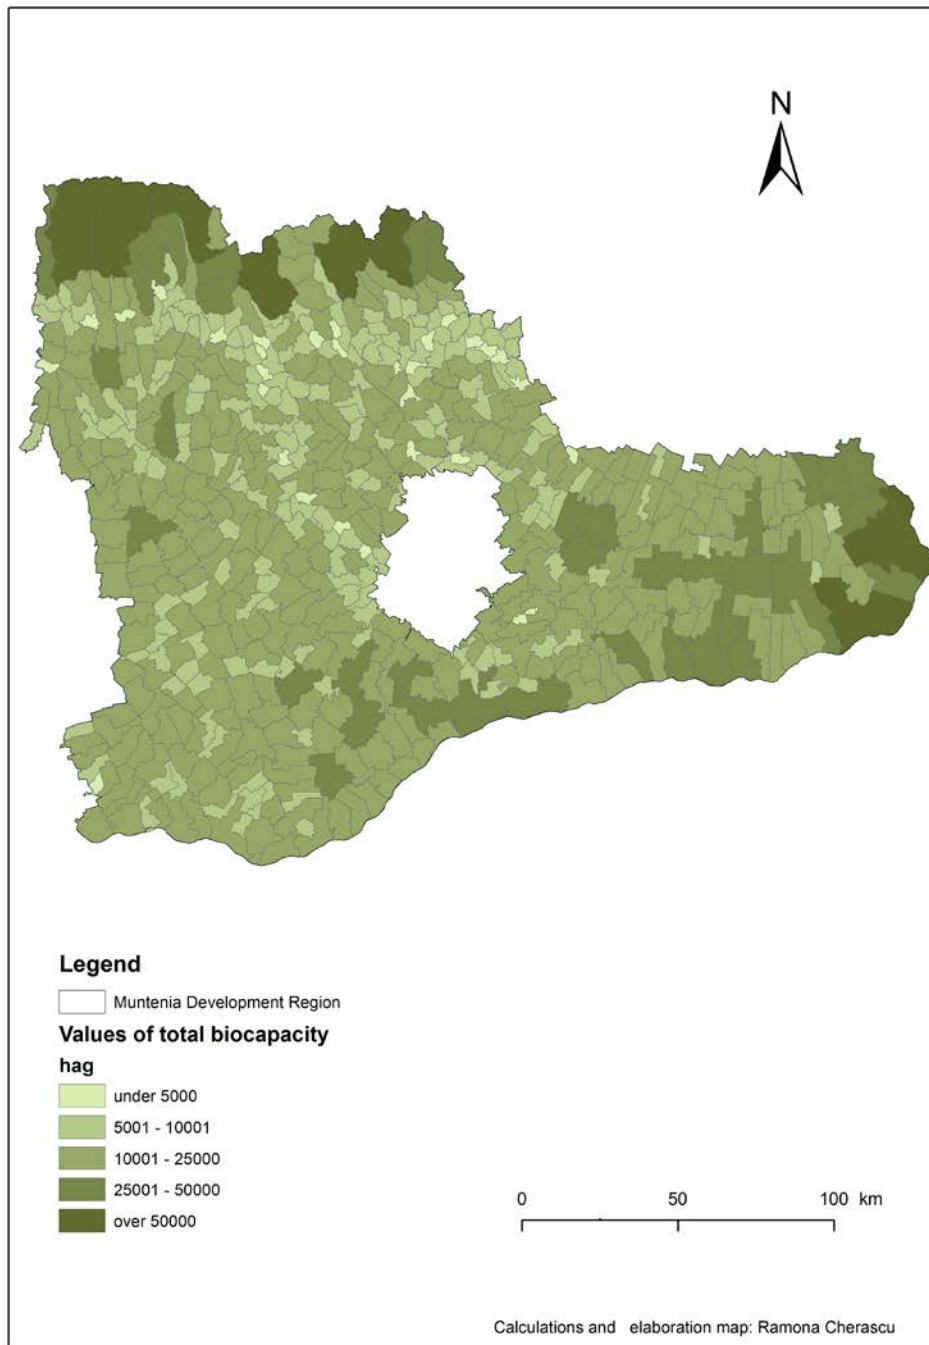 N
Legend
Muntenia Development Region
Values of total biocapacity
hag
under 5000
5001 - 10001
10001 - 25000
25001 - 50000
over 50000
0 50 100 km
Calculations and elaboration map: Ramona Cherascu